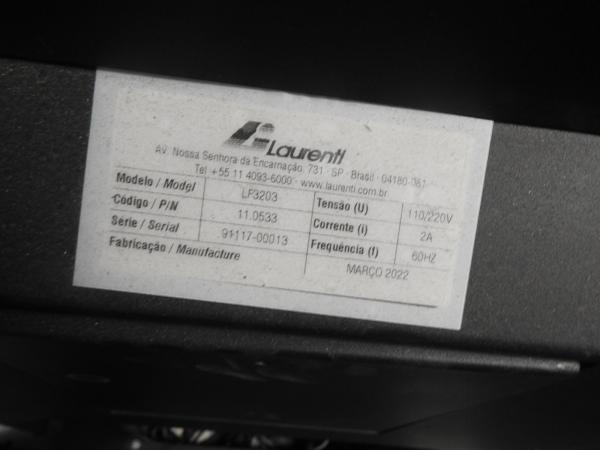 Laurenti
AV. Nossa Senhora da Encarnação, 731 - SP - Brasil - 04180-081
Tel +55 11 4093-6000 - www.laurenti.com.br
Modelo / Model LF3203 Tensão (U) 110/220V
Código / P/N 11.0533 Corrente (i) 2A
Série / Serial 91117-00013 Frequência (f) 60HZ
Fabricação / Manufacture MARÇO 2022